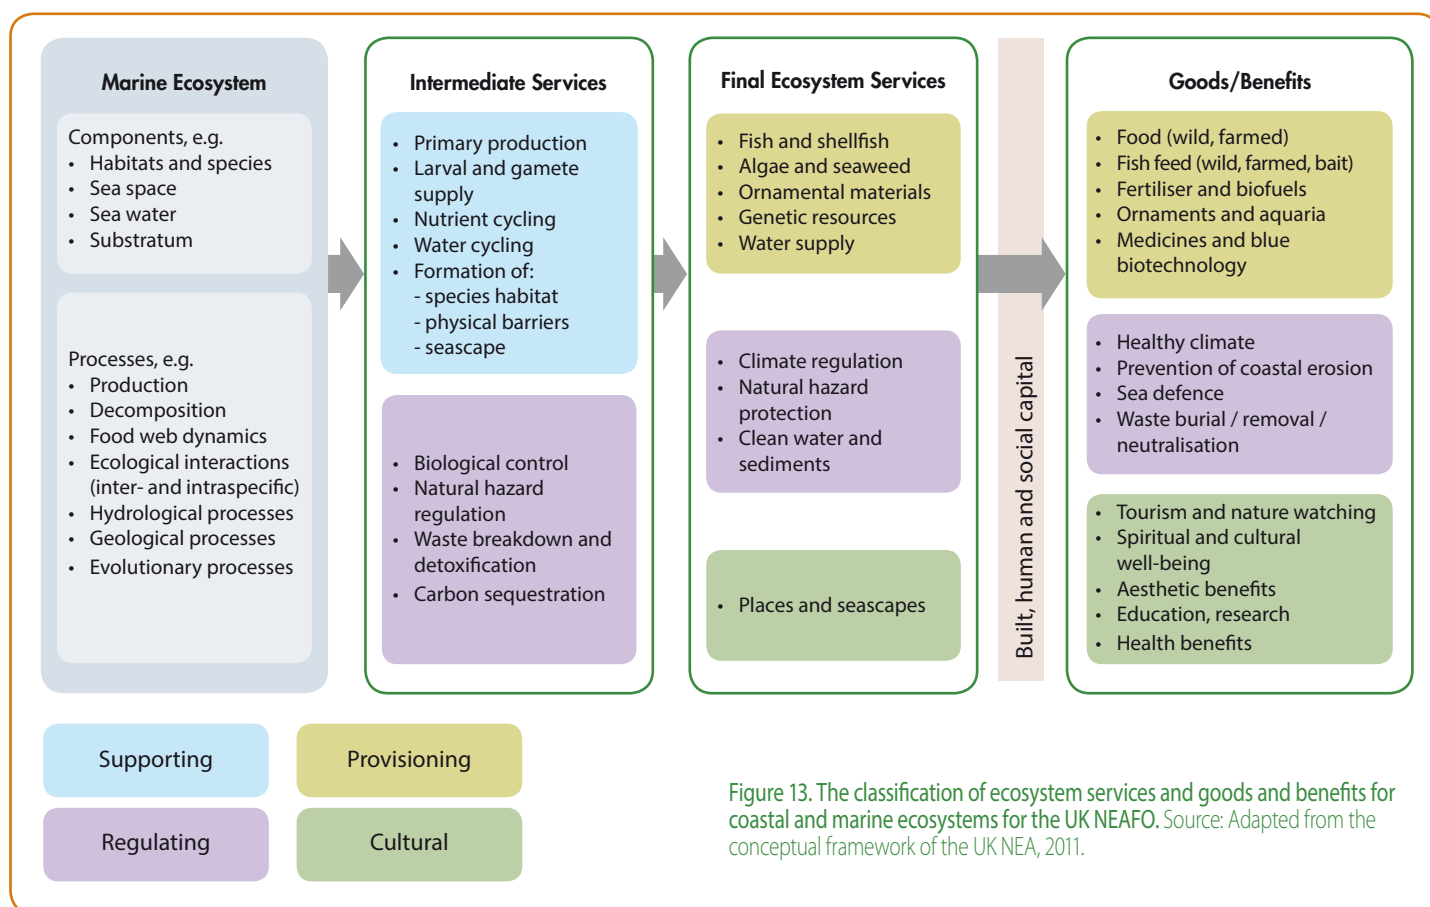 Marine Ecosystem
Components, e.g.
• Habitats and species
• Sea space
• Sea water
• Substratum
Processes, e.g.
• Production
• Decomposition
• Food web dynamics
• Ecological interactions
(inter- and intraspecific)
• Hydrological processes
• Geological processes
• Evolutionary processes
Intermediate Services
• Primary production
• Larval and gamete
supply
• Nutrient cycling
• Water cycling
• Formation of:
- species habitat
- physical barriers
- seascape
• Biological control
• Natural hazard
regulation
• Waste breakdown and
detoxification
• Carbon sequestration
Final Ecosystem Services
• Fish and shellfish
• Algae and seaweed
• Ornamental materials
• Genetic resources
• Water supply
• Climate regulation
• Natural hazard
protection
• Clean water and
sediments
• Places and seascapes
Built, human and social capital
Goods/Benefits
• Food (wild, farmed)
• Fish feed (wild, farmed, bait)
• Fertiliser and biofuels
• Ornaments and aquaria
• Medicines and blue
biotechnology
• Healthy climate
• Prevention of coastal erosion
• Sea defence
• Waste burial / removal /
neutralisation
• Tourism and nature watching
• Spiritual and cultural
well-being
• Aesthetic benefits
• Education, research
• Health benefits
Supporting
Provisioning
Regulating
Cultural
Figure 13. The classification of ecosystem services and goods and benefits for
coastal and marine ecosystems for the UK NEAFO. Source: Adapted from the
conceptual framework of the UK NEA, 2011.